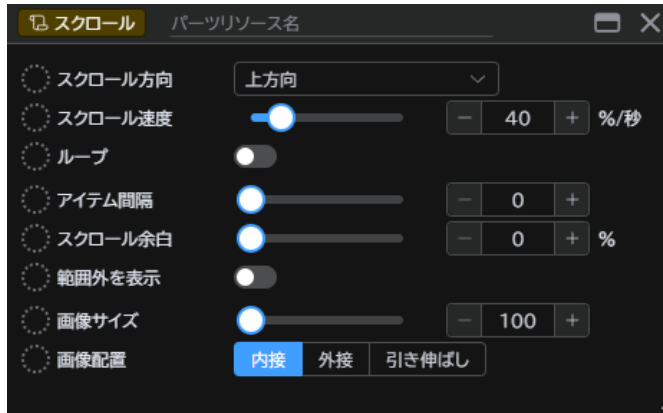 スクロール パーツリソース名
スクロール方向 上方向
スクロール速度 － 40 ＋ %/秒
ループ
アイテム間隔 － 0 ＋
スクロール余白 － 0 ＋ %
範囲外を表示
画像サイズ － 100 ＋
画像配置 内接 外接 引き伸ばし